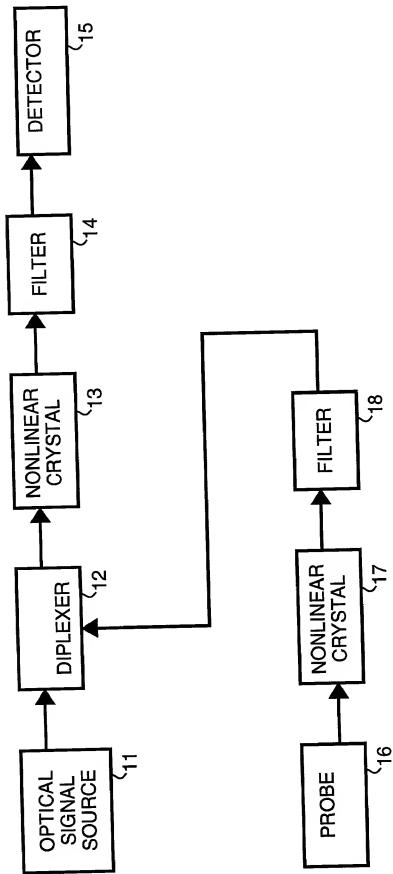 OPTICAL
SIGNAL
SOURCE
11
DIPLEXER
12
NONLINEAR
CRYSTAL
13
FILTER
14
DETECTOR
15
PROBE
16
NONLINEAR
CRYSTAL
17
FILTER
18